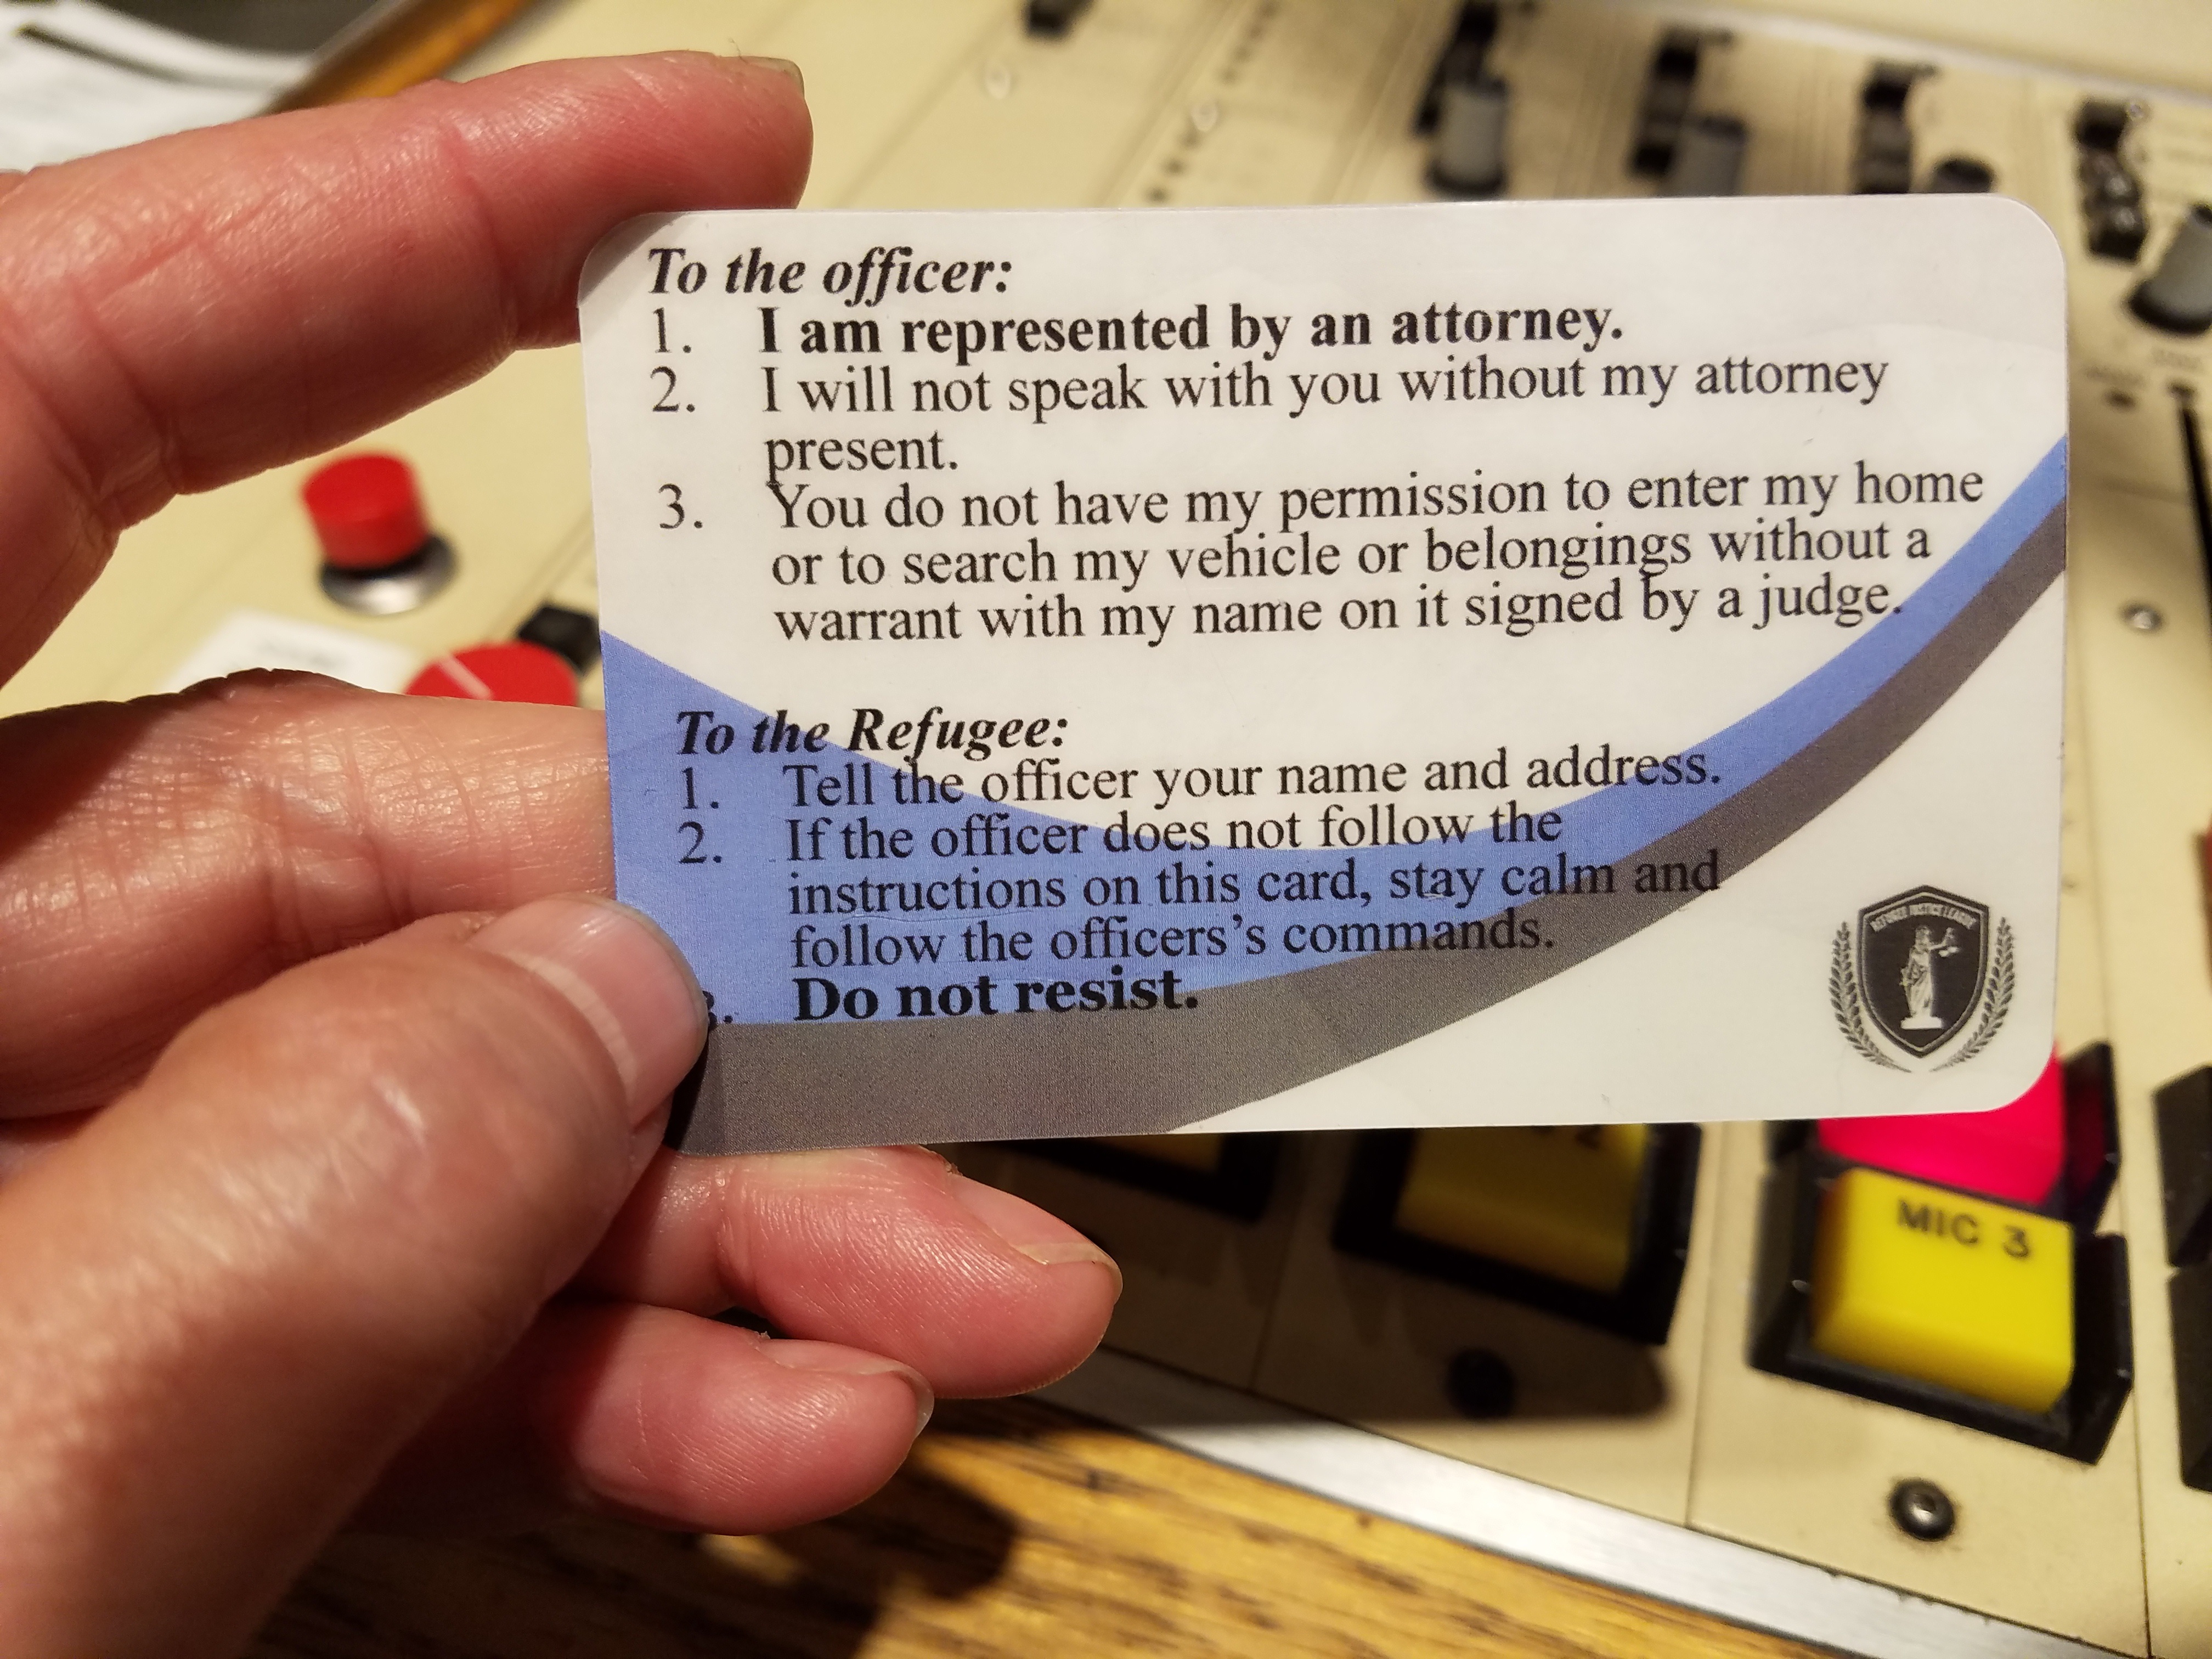 To the officer:
1. I am represented by an attorney.
2. I will not speak with you without my attorney
present.
3. You do not have my permission to enter my home
or to search my vehicle or belongings without a
warrant with my name on it signed by a judge.
To the Refugee:
1. Tell the officer your name and address.
2. If the officer does not follow the
instructions on this card, stay calm and
follow the officers's commands.
3. Do not resist.
REFUGEE JUSTICE LEAGUE
MIC 3